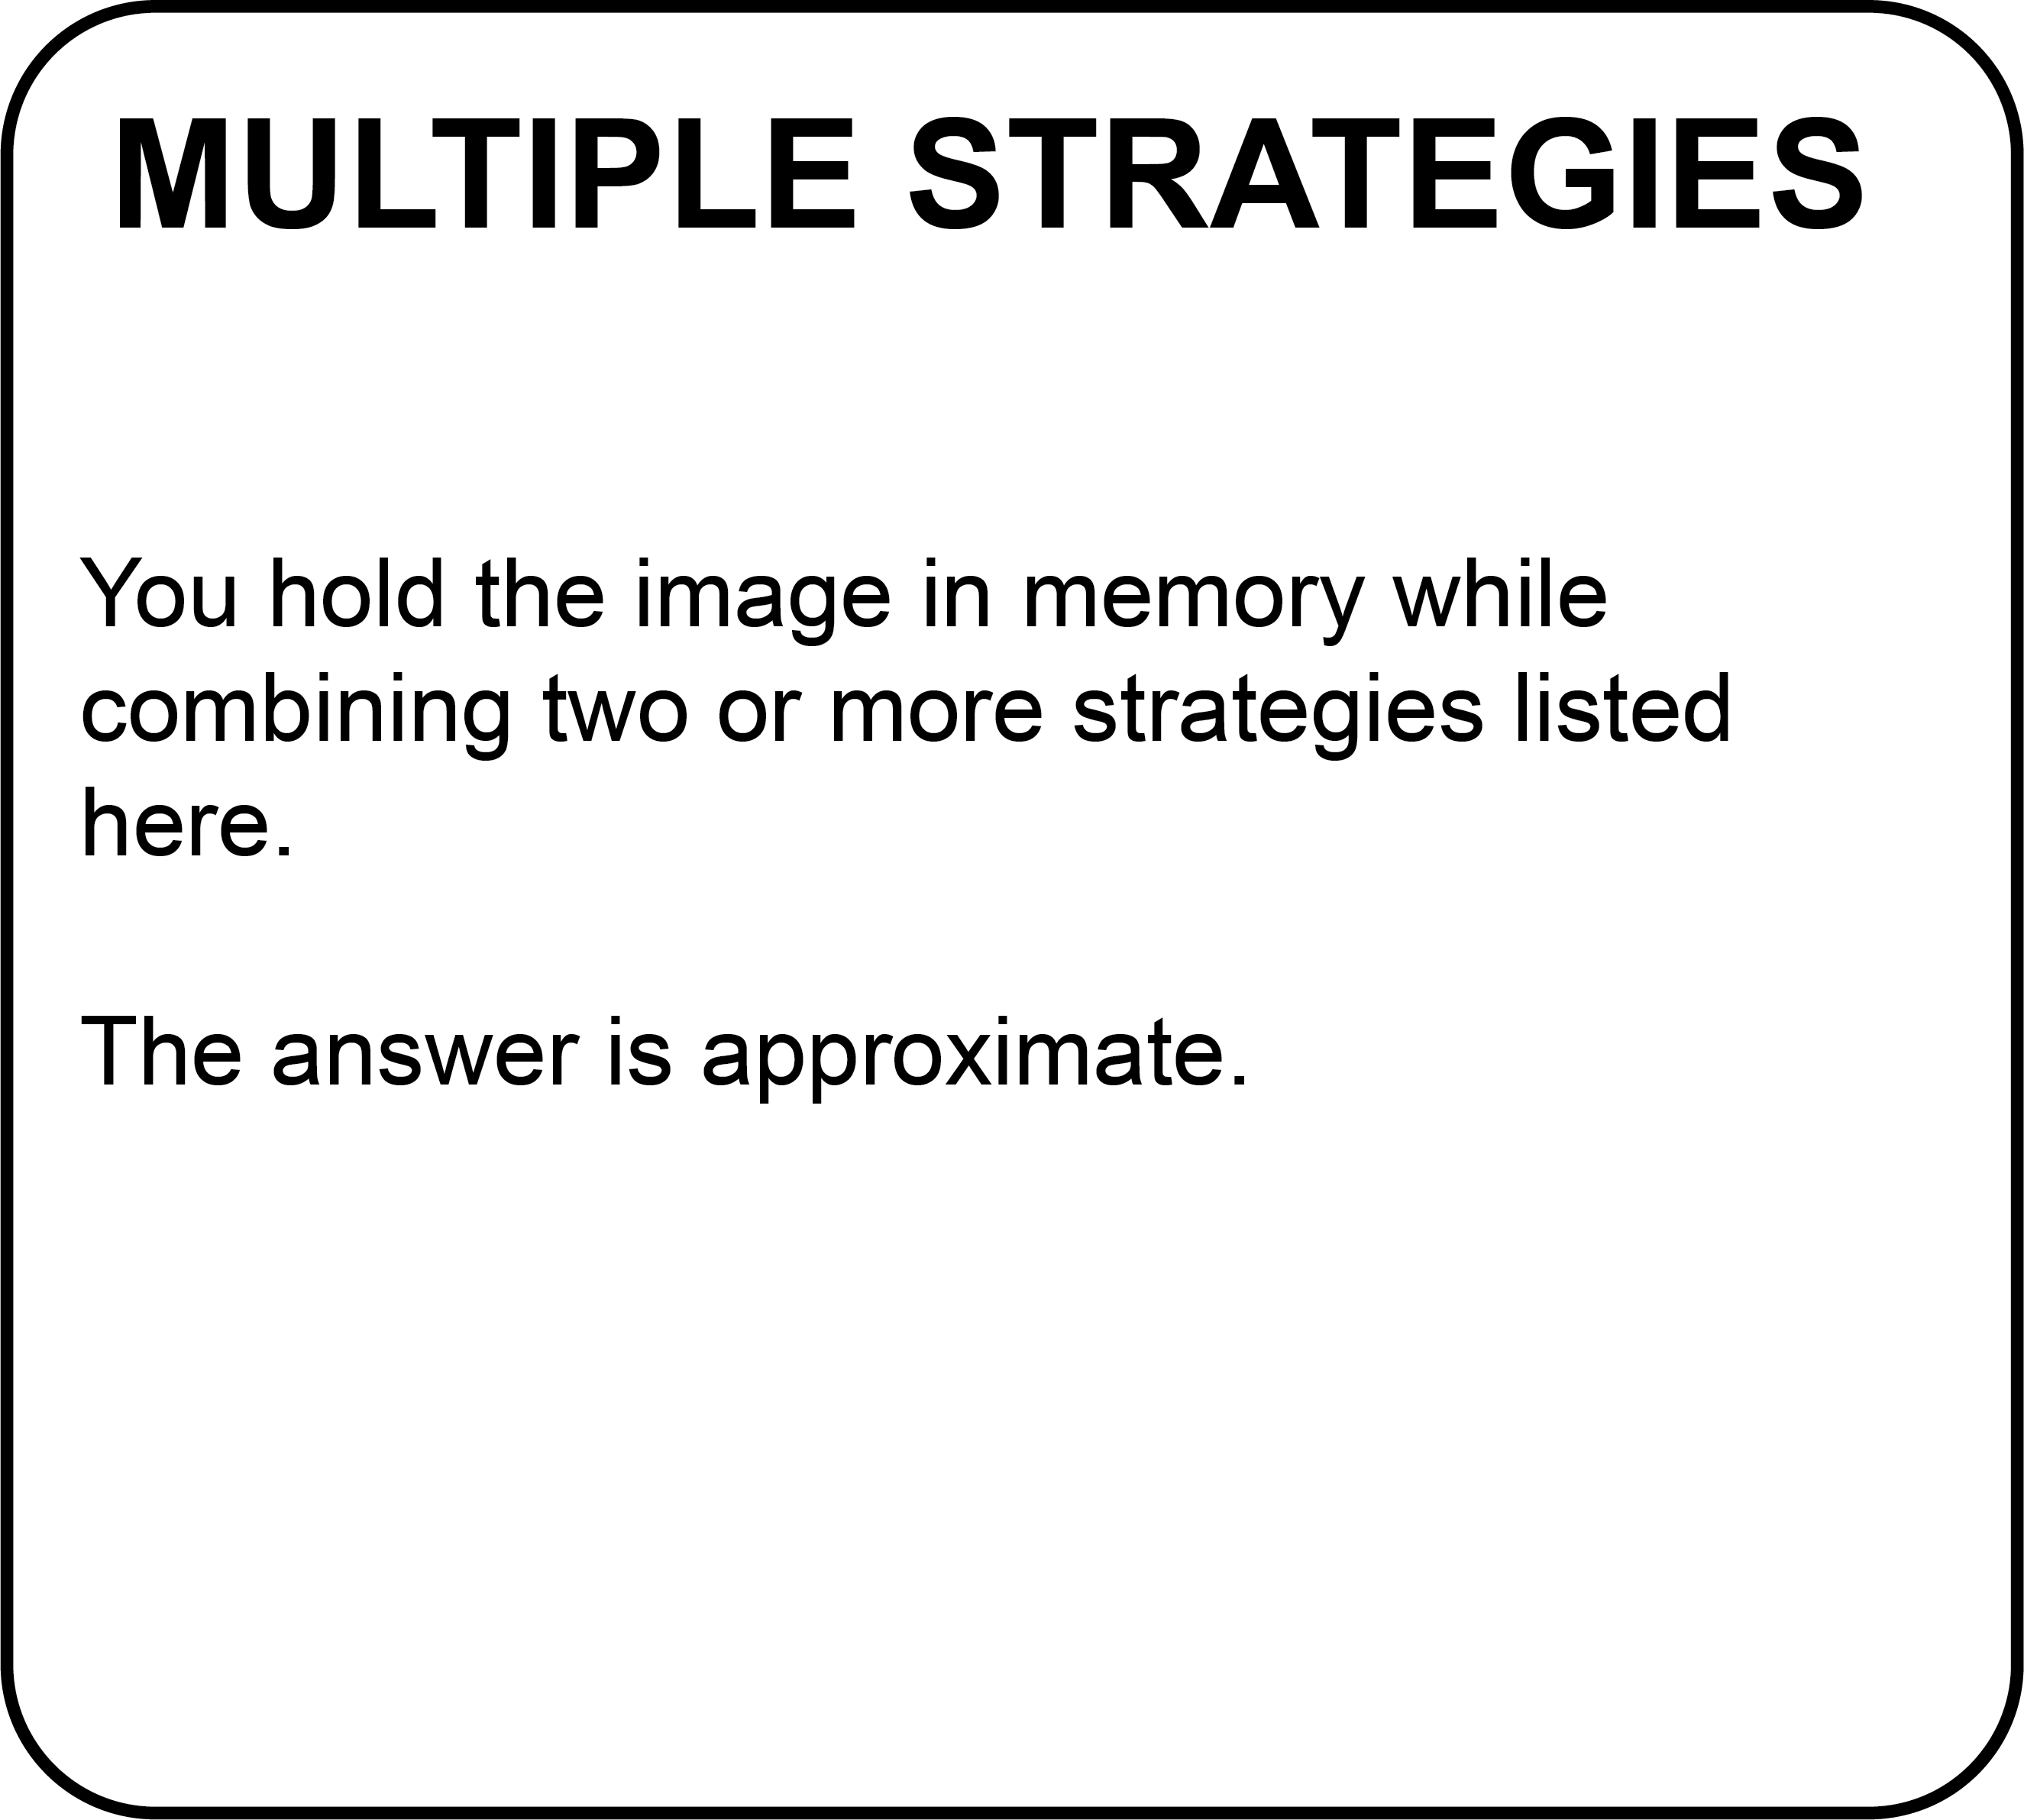 MULTIPLE STRATEGIES
You hold the image in memory while
combining two or more strategies listed
here.
The answer is approximate.